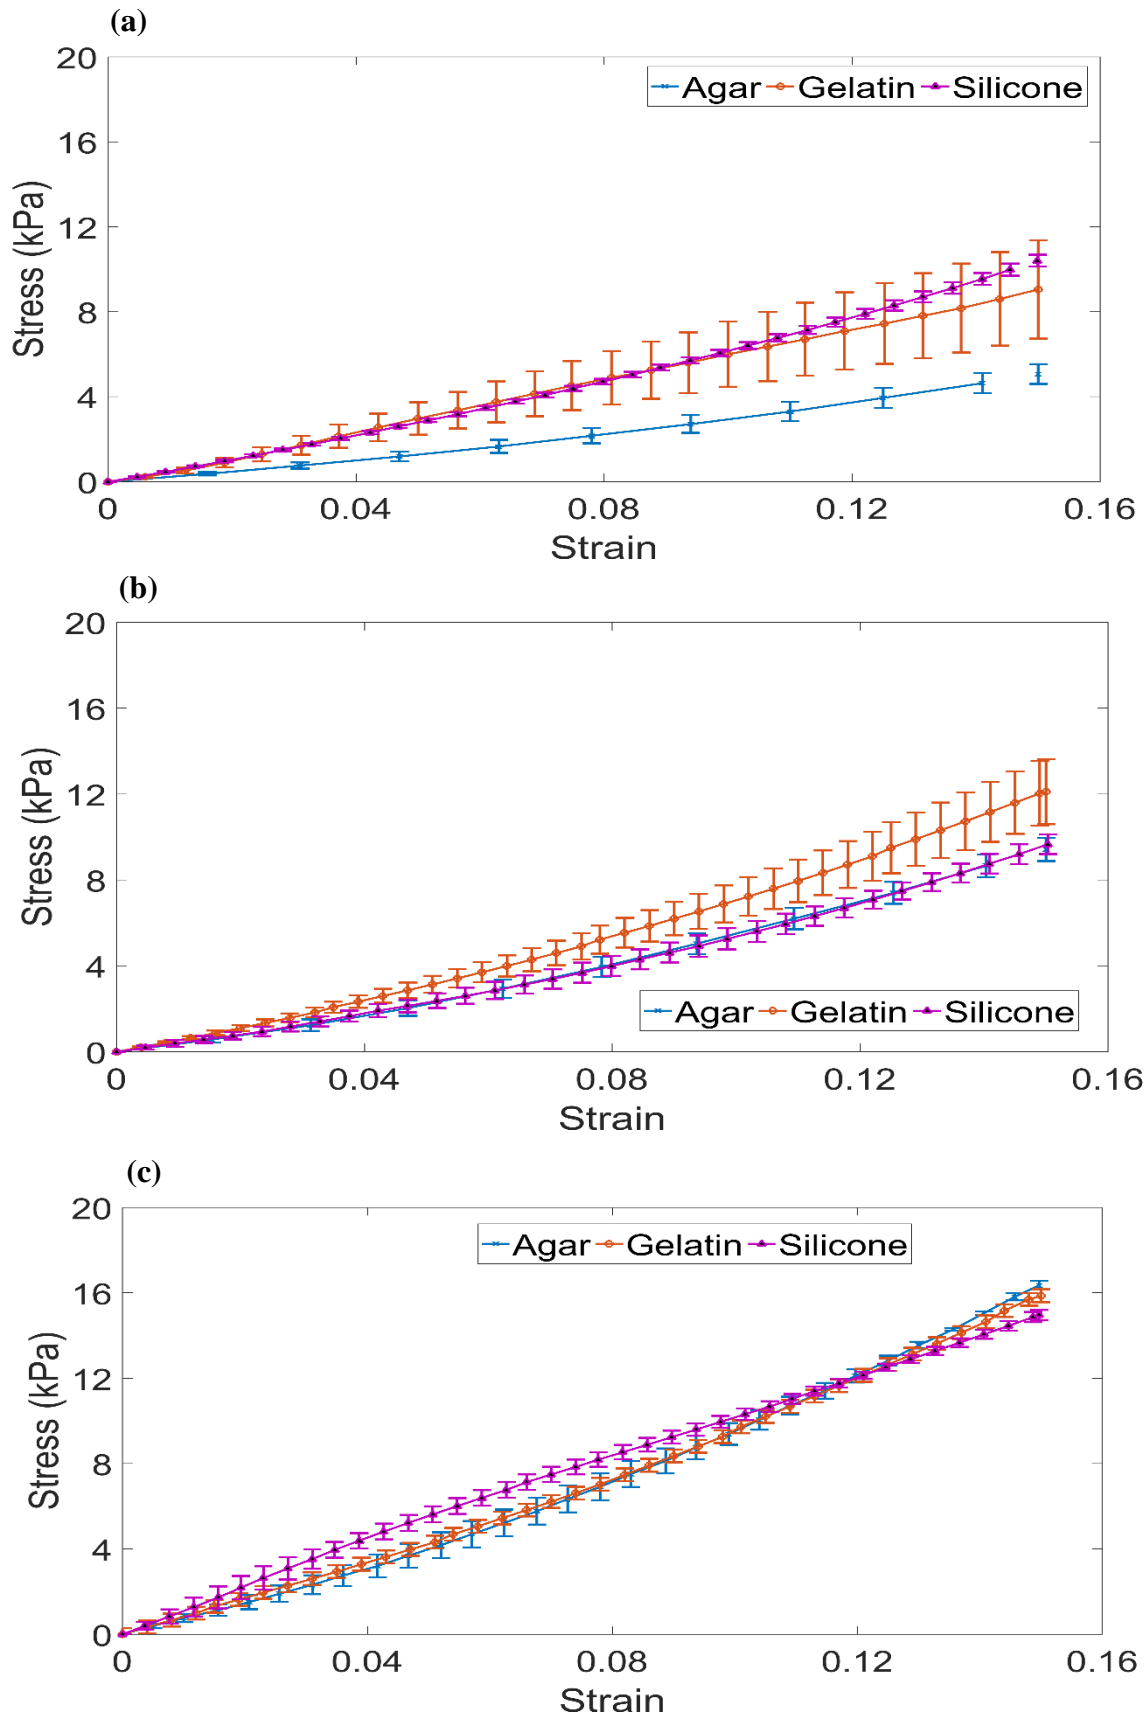 (a)
20
Agar Gelatin Silicone
16
12
8
4
0
Stress (kPa)
0 0.04 0.08 0.12 0.16
Strain
(b)
20
16
12
8
4
Agar Gelatin Silicone
0
Stress (kPa)
0 0.04 0.08 0.12 0.16
Strain
(c)
20
Agar Gelatin Silicone
16
12
8
4
0
Stress (kPa)
0 0.04 0.08 0.12 0.16
Strain